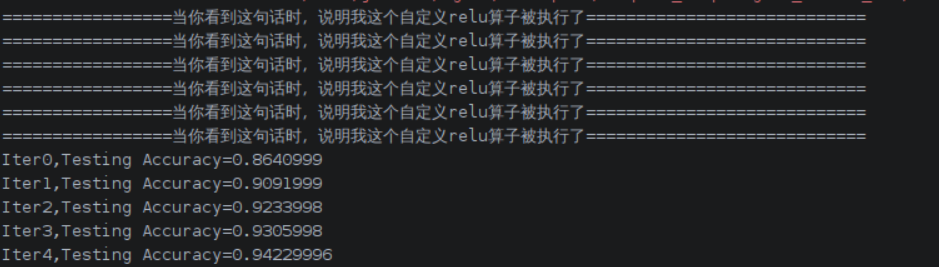 =================当你看到这句话时，说明我这个自定义relu算子被执行了============================
=================当你看到这句话时，说明我这个自定义relu算子被执行了============================
=================当你看到这句话时，说明我这个自定义relu算子被执行了============================
=================当你看到这句话时，说明我这个自定义relu算子被执行了============================
=================当你看到这句话时，说明我这个自定义relu算子被执行了============================
=================当你看到这句话时，说明我这个自定义relu算子被执行了============================
Iter0,Testing Accuracy=0.8640999
Iter1,Testing Accuracy=0.9091999
Iter2,Testing Accuracy=0.9233998
Iter3,Testing Accuracy=0.9305998
Iter4,Testing Accuracy=0.94229996